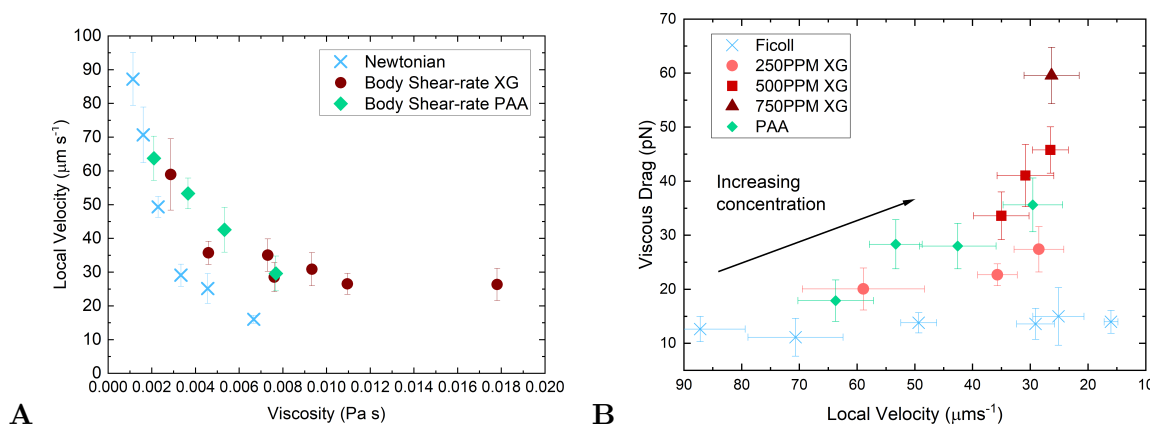 100
90
80
70
60
50
40
30
20
10
0
Local Velocity (μm s⁻¹)
Newtonian
Body Shear-rate XG
Body Shear-rate PAA
0.000 0.002 0.004 0.006 0.008 0.010 0.012 0.014 0.016 0.018 0.020
Viscosity (Pa s)
A
70
60
50
40
30
20
10
Viscous Drag (pN)
Ficoll
250PPM XG
500PPM XG
750PPM XG
PAA
Increasing
concentration
90 80 70 60 50 40 30 20 10
Local Velocity (μms⁻¹)
B